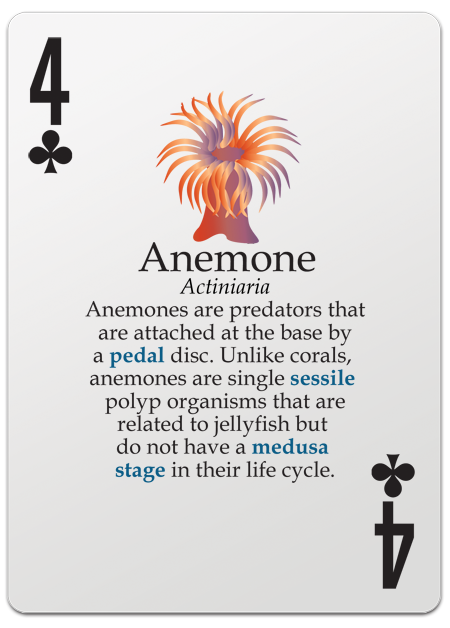 4
Anemone
Actiniaria
Anemones are predators that
are attached at the base by
a pedal disc. Unlike corals,
anemones are single sessile
polyp organisms that are
related to jellyfish but
do not have a medusa
stage in their life cycle.
4